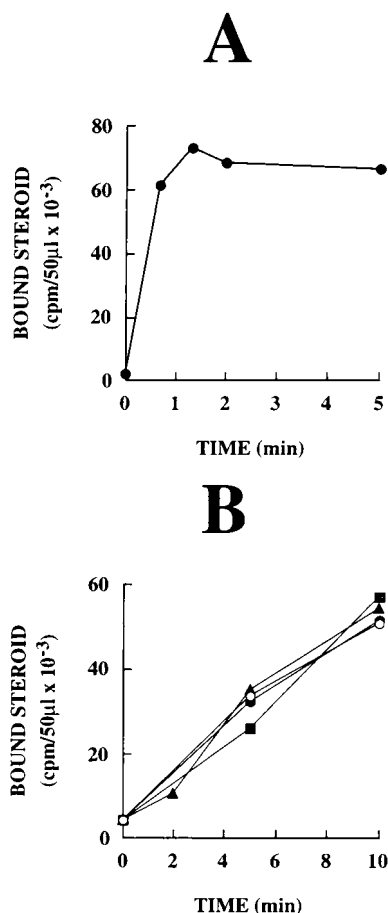 A
BOUND STEROID
(cpm/50μl x 10⁻³)
80
60
40
20
0
0 1 2 3 4 5
TIME (min)
B
BOUND STEROID
(cpm/50μl x 10⁻³)
60
40
20
0
0 2 4 6 8 10
TIME (min)